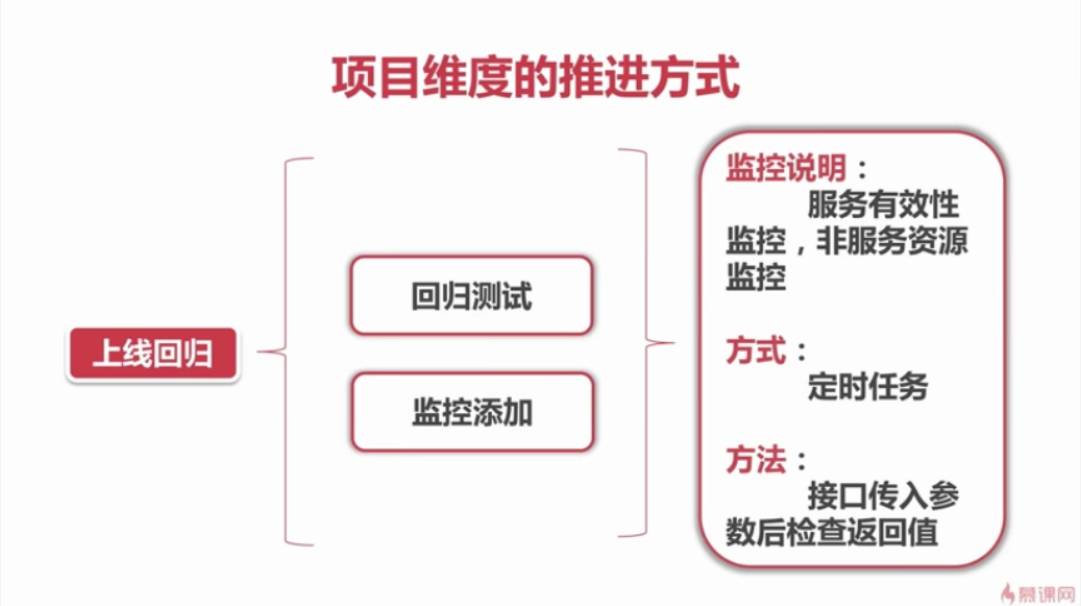 项目维度的推进方式
上线回归
回归测试
监控添加
监控说明：
服务有效性
监控，非服务资源
监控
方式：
定时任务
方法：
接口传入参
数后检查返回值
慕课网